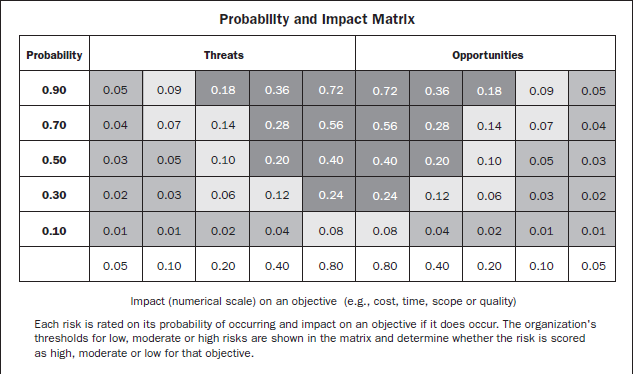 Probability and Impact Matrix
Probability Threats Opportunities
0.90 0.05 0.09 0.18 0.36 0.72 0.72 0.36 0.18 0.09 0.05
0.70 0.04 0.07 0.14 0.28 0.56 0.56 0.28 0.14 0.07 0.04
0.50 0.03 0.05 0.10 0.20 0.40 0.40 0.20 0.10 0.05 0.03
0.30 0.02 0.03 0.06 0.12 0.24 0.24 0.12 0.06 0.03 0.02
0.10 0.01 0.01 0.02 0.04 0.08 0.08 0.04 0.02 0.01 0.01
0.05 0.10 0.20 0.40 0.80 0.80 0.40 0.20 0.10 0.05
Impact (numerical scale) on an objective (e.g., cost, time, scope or quality)
Each risk is rated on its probability of occurring and impact on an objective if it does occur. The organization's
thresholds for low, moderate or high risks are shown in the matrix and determine whether the risk is scored
as high, moderate or low for that objective.